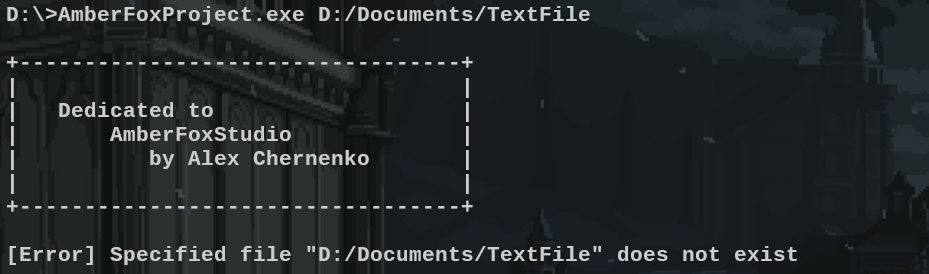 D:\>AmberFoxProject.exe D:/Documents/TextFile
+----------------------------------+
|                                  |
|   Dedicated to                   |
|       AmberFoxStudio             |
|          by Alex Chernenko       |
|                                  |
+----------------------------------+
[Error] Specified file "D:/Documents/TextFile" does not exist